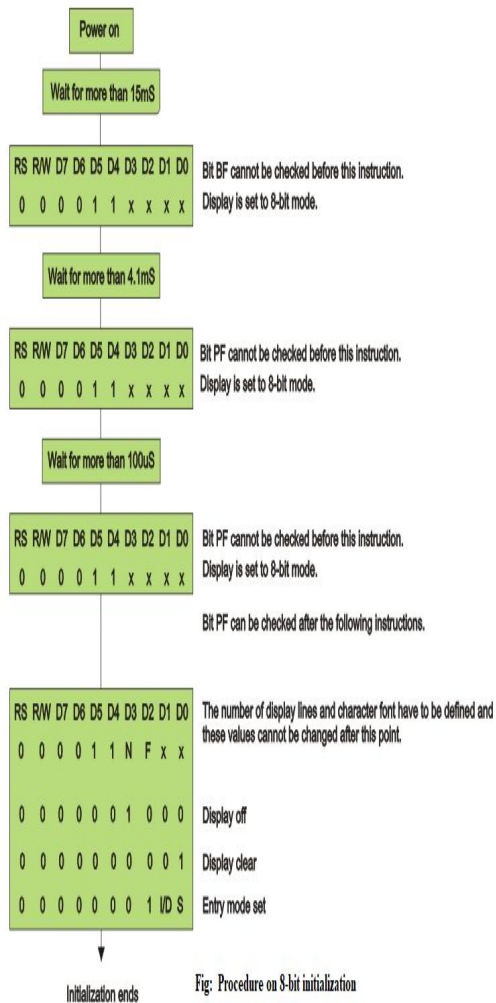 Power on
Wait for more than 15mS
RS R/W D7 D6 D5 D4 D3 D2 D1 D0
Bit BF cannot be checked before this instruction.
0 0 0 0 1 1 x x x x
Display is set to 8-bit mode.
Wait for more than 4.1mS
RS R/W D7 D6 D5 D4 D3 D2 D1 D0
Bit PF cannot be checked before this instruction.
0 0 0 0 1 1 x x x x
Display is set to 8-bit mode.
Wait for more than 100uS
RS R/W D7 D6 D5 D4 D3 D2 D1 D0
Bit PF cannot be checked before this instruction.
0 0 0 0 1 1 x x x x
Display is set to 8-bit mode.
Bit PF can be checked after the following instructions.
RS R/W D7 D6 D5 D4 D3 D2 D1 D0
The number of display lines and character font have to be defined and
these values cannot be changed after this point.
0 0 0 0 1 1 N F x x
0 0 0 0 0 0 1 0 0 0
Display off
0 0 0 0 0 0 0 0 0 1
Display clear
0 0 0 0 0 0 0 1 I/D S
Entry mode set
Initialization ends
Fig: Procedure on 8-bit initialization